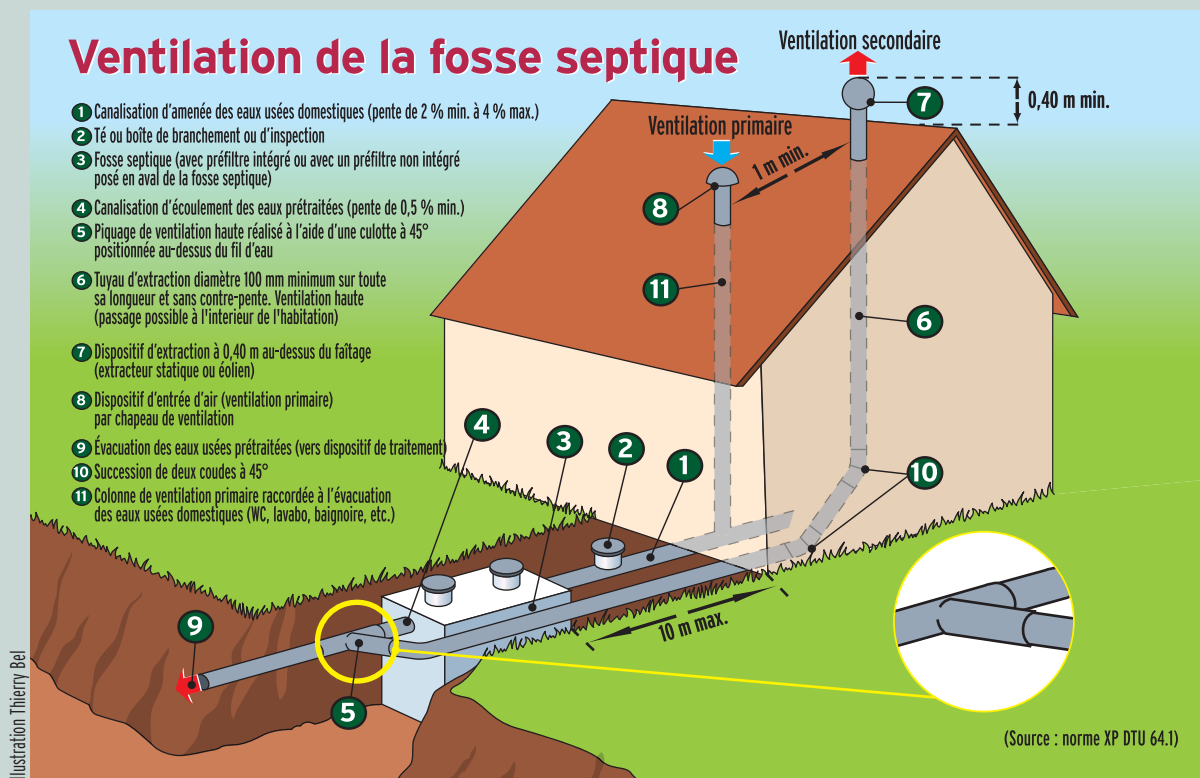 Ventilation de la fosse septique
1 Canalisation d'amenée des eaux usées domestiques (pente de 2 % min. à 4 % max.)
2 Té ou boîte de branchement ou d'inspection
3 Fosse septique (avec préfiltre intégré ou avec un préfiltre non intégré
posé en aval de la fosse septique)
4 Canalisation d'écoulement des eaux prétraitées (pente de 0,5 % min.)
5 Piquage de ventilation haute réalisé à l'aide d'une culotte à 45°
positionnée au-dessus du fil d'eau
6 Tuyau d'extraction diamètre 100 mm minimum sur toute
sa longueur et sans contre-pente. Ventilation haute
(passage possible à l'interieur de l'habitation)
7 Dispositif d'extraction à 0,40 m au-dessus du faîtage
(extracteur statique ou éolien)
8 Dispositif d'entrée d'air (ventilation primaire)
par chapeau de ventilation
9 Évacuation des eaux usées prétraitées (vers dispositif de traitement)
10 Succession de deux coudes à 45°
11 Colonne de ventilation primaire raccordée à l'évacuation
des eaux usées domestiques (WC, lavabo, baignoire, etc.)
Ventilation secondaire
7
0,40 m min.
Ventilation primaire
1 m min.
8
11
6
4
3
2
1
10
9
5
10 m max.
(Source : norme XP DTU 64.1)
Illustration Thierry Bel